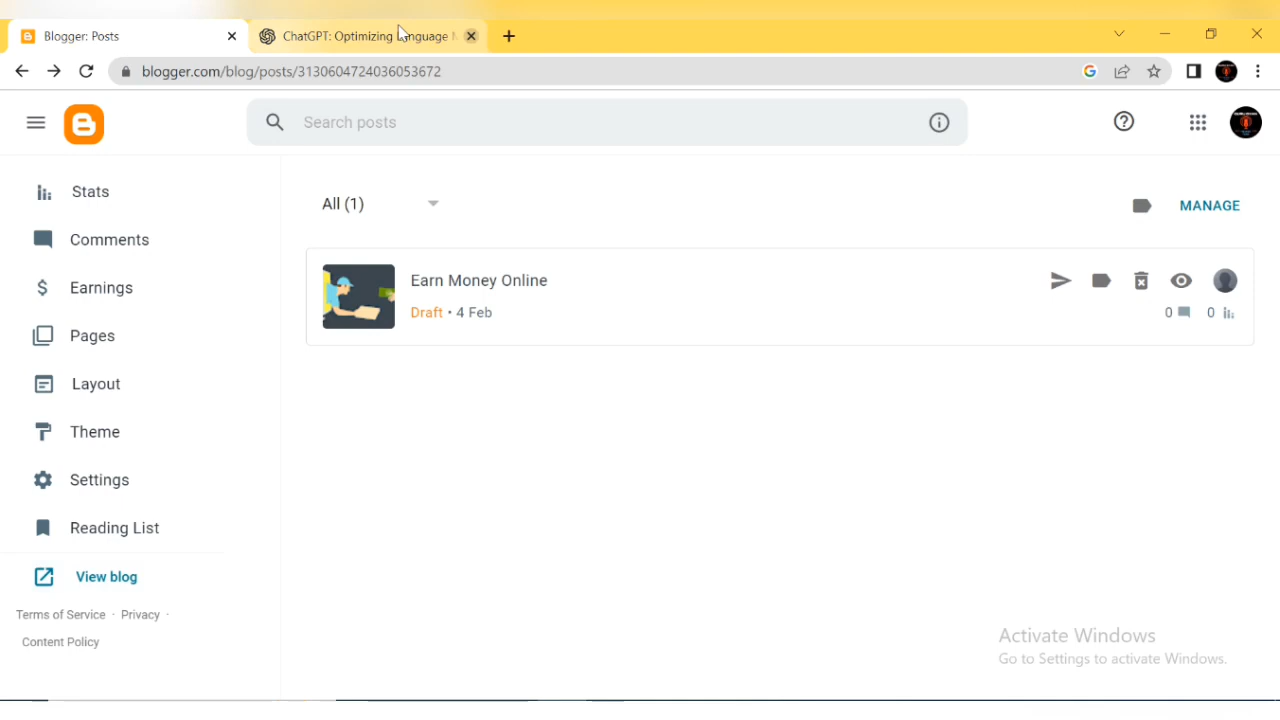 Blogger: Posts
ChatGPT: Optimizing Language
blogger.com/blog/posts/3130604724036053672
Search posts
Stats
Comments
Earnings
Pages
Layout
Theme
Settings
Reading List
View blog
Terms of Service · Privacy ·
Content Policy
All (1)
MANAGE
Earn Money Online
Draft • 4 Feb
0 0
Activate Windows
Go to Settings to activate Windows.